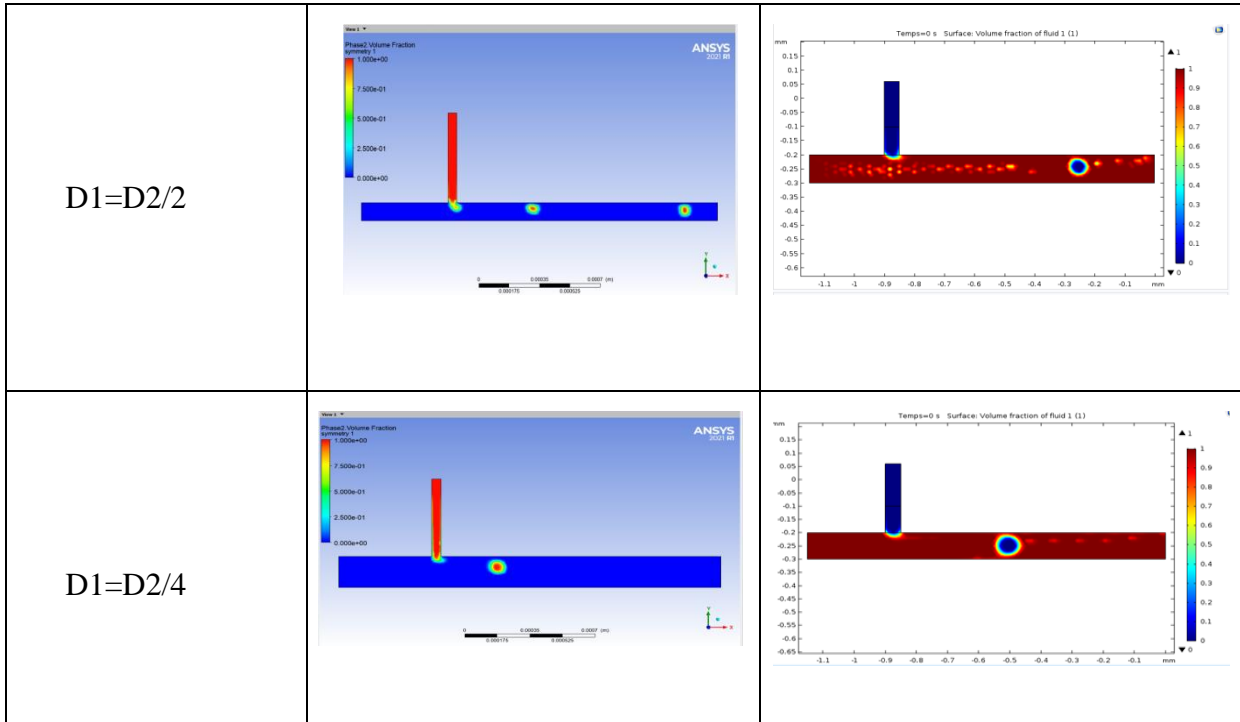 D1=D2/2
View 1
Phase2.Volume Fraction
symmetry 1
1.000e+00
7.500e-01
5.000e-01
2.500e-01
0.000e+00
ANSYS
2021 R1
Y
X
0 0.00035 0.0007 (m)
0.000175 0.000525
Temps=0 s Surface: Volume fraction of fluid 1 (1)
mm
0.15
0.1
0.05
0
-0.05
-0.1
-0.15
-0.2
-0.25
-0.3
-0.35
-0.4
-0.45
-0.5
-0.55
-0.6
-1.1 -1 -0.9 -0.8 -0.7 -0.6 -0.5 -0.4 -0.3 -0.2 -0.1 mm
▲ 1
1
0.9
0.8
0.7
0.6
0.5
0.4
0.3
0.2
0.1
0
▼ 0
D1=D2/4
View 1
Phase2.Volume Fraction
symmetry 1
1.000e+00
7.500e-01
5.000e-01
2.500e-01
0.000e+00
ANSYS
2021 R1
Y
X
0 0.00035 0.0007 (m)
0.000175 0.000525
Temps=0 s Surface: Volume fraction of fluid 1 (1)
0.15
0.1
0.05
0
-0.05
-0.1
-0.15
-0.2
-0.25
-0.3
-0.35
-0.4
-0.45
-0.5
-0.55
-0.6
-0.65
-1.1 -1 -0.9 -0.8 -0.7 -0.6 -0.5 -0.4 -0.3 -0.2 -0.1 mm
▲ 1
1
0.9
0.8
0.7
0.6
0.5
0.4
0.3
0.2
0.1
0
▼ 0